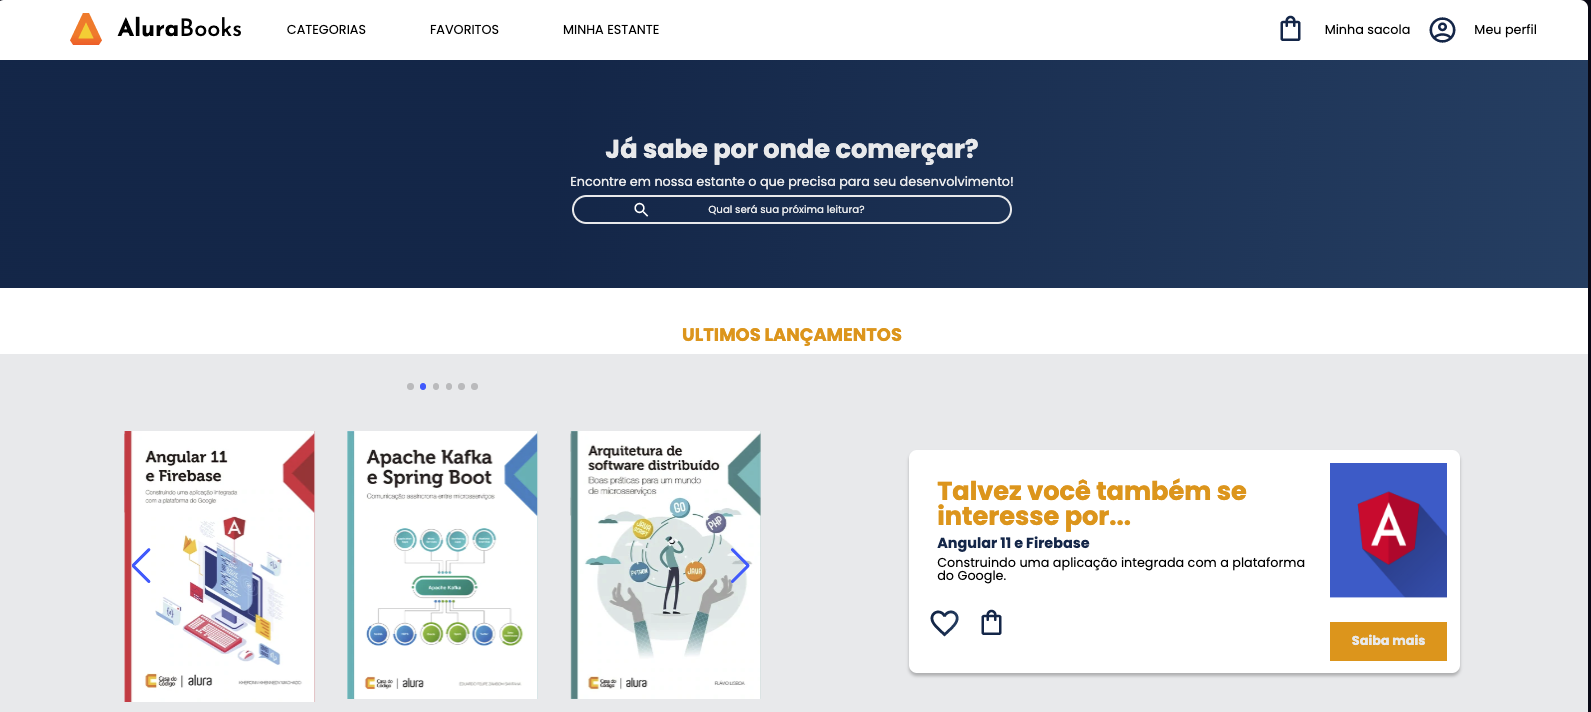 AluraBooks
CATEGORIAS
FAVORITOS
MINHA ESTANTE
Minha sacola
Meu perfil
Já sabe por onde comerçar?
Encontre em nossa estante o que precisa para seu desenvolvimento!
Qual será sua próxima leitura?
ULTIMOS LANÇAMENTOS
Angular 11
e Firebase
Construindo uma aplicação integrada
com a plataforma do Google
Casa do
Código
alura
Apache Kafka
e Spring Boot
Comunicação assíncrona entre microsserviços
Apache Kafka
Casa do
Código
alura
Arquitetura de
software distribuído
Boas práticas para um mundo
de microsserviços
GO
JAVA
PHP
PYTHON
JAVA
Casa do
Código
alura
FLÁVIO LISBOA
Talvez você também se
interesse por...
Angular 11 e Firebase
Construindo uma aplicação integrada com a plataforma
do Google.
Saiba mais